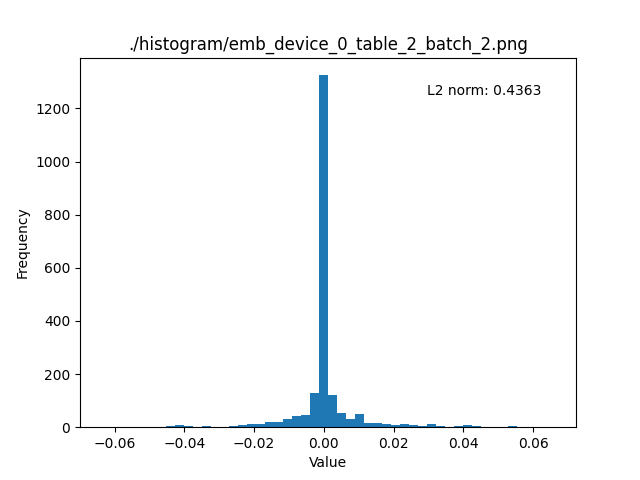 ./histogram/emb_device_0_table_2_batch_2.png
L2 norm: 0.4363
1200
1000
800
600
400
200
0
Frequency
−0.06 −0.04 −0.02 0.00 0.02 0.04 0.06
Value